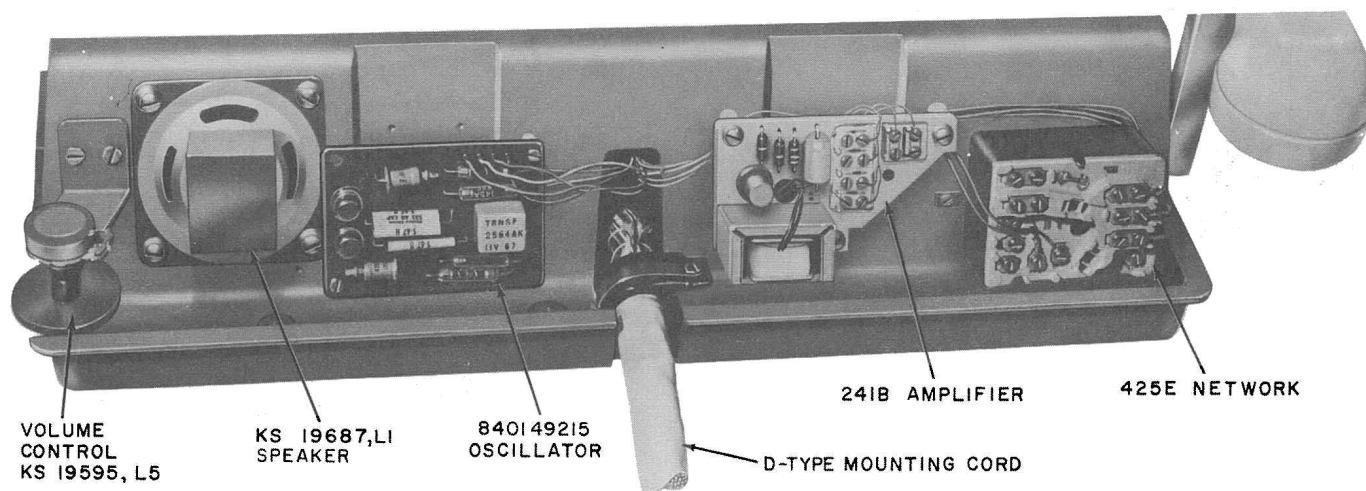 TRNSF
2564AK
VOLUME
CONTROL
KS 19595, L5
KS 19687, L1
SPEAKER
840149215
OSCILLATOR
D-TYPE MOUNTING CORD
241B AMPLIFIER
425E NETWORK